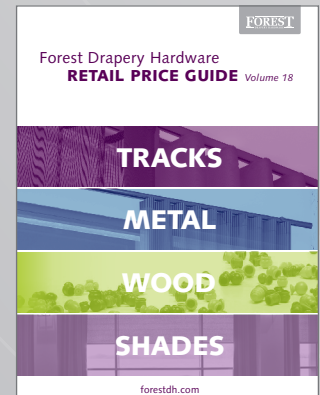 FOREST
Forest Drapery Hardware
RETAIL PRICE GUIDE Volume 18
TRACKS
METAL
WOOD
SHADES
forestdh.com